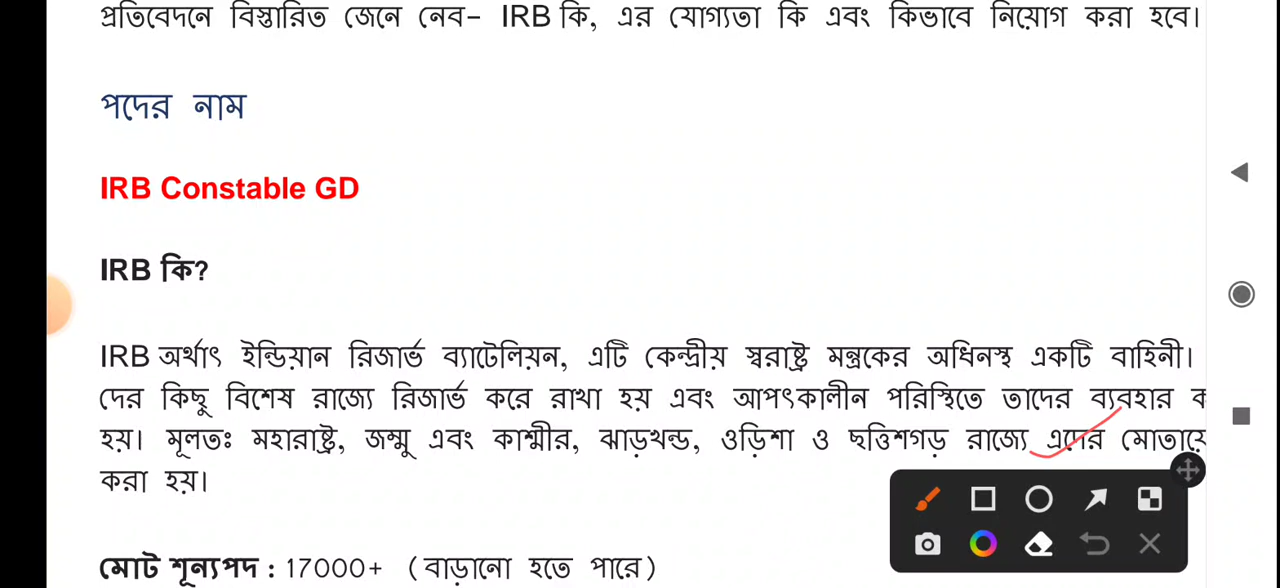 প্রতিবেদনে বিস্তারিত জেনে নেব– IRB কি, এর যোগ্যতা কি এবং কিভাবে নিয়োগ করা হবে।
পদের নাম
IRB Constable GD
IRB কি?
IRB অর্থাৎ ইন্ডিয়ান রিজার্ভ ব্যাটেলিয়ন, এটি কেন্দ্রীয় স্বরাষ্ট্র মন্ত্রকের অধিনস্থ একটি বাহিনী।
দের কিছু বিশেষ রাজ্যে রিজার্ভ করে রাখা হয় এবং আপৎকালীন পরিস্থিতে তাদের ব্যবহার ক
হয়। মূলতঃ মহারাষ্ট্র, জম্মু এবং কাশ্মীর, ঝাড়খন্ড, ওড়িশা ও ছত্তিশগড় রাজ্যে এদের মোতায়ে
করা হয়।
মোট শূন্যপদ : 17000+ (বাড়ানো হতে পারে)